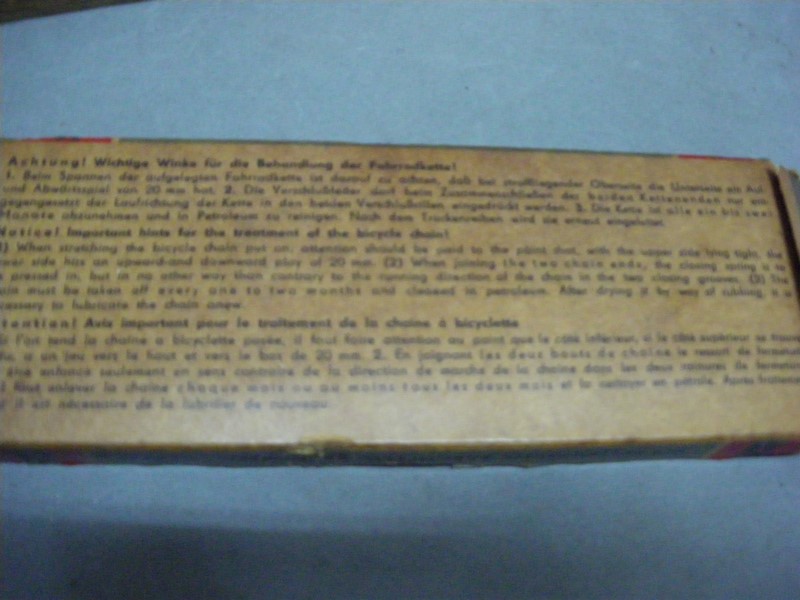 Achtung! Wichtige Winke für die Behandlung der Fahrradkette!
1. Beim Spannen der aufgelegten Fahrradkette ist darauf zu achten, daß bei straffliegender Oberseite die Unterseite ein Auf-
und Abwärtsspiel von 20 mm hat. 2. Die Verschlußfeder darf beim Zusammenschließen der beiden Kettenenden nur ent-
gegengesetzt der Laufrichtung der Kette in den beiden Verschlußrillen eingedrückt werden. 3. Die Kette ist alle ein bis zwei
Monate abzunehmen und in Petroleum zu reinigen. Nach dem Trockenreiben wird sie erneut eingefettet.
Notice! Important hints for the treatment of the bicycle chain!
1) When stretching the bicycle chain put on, attention should be paid to the point that, with the upper side lying tight, the
wer side has an upward-and downward play of 20 mm. (2) When joining the two chain ends, the closing spring is to
e pressed in, but in no other way than contrary to the running direction of the chain in the two closing grooves. (3) The
ain must be taken off every one to two months and cleaned in petroleum. After drying it by way of rubbing, it is
cessary to lubricate the chain anew.
tention! Avis important pour le traitement de la chaîne à bicyclette
l'on tend la chaîne à bicyclette posée, il faut faire attention au point que le côté inférieur, si le côté supérieur se trouve
a un jeu vers le haut et vers le bas de 20 mm. 2. En joignant les deux bouts de chaîne le ressort de fermeture
enfoncé seulement en sens contraire de la direction de marche de la chaîne dans les deux rainures de fermeture
faut enlever la chaîne chaque mois ou au moins tous les deux mois et la nettoyer en pétrole. Après
il est nécessaire de la lubrifier de nouveau.